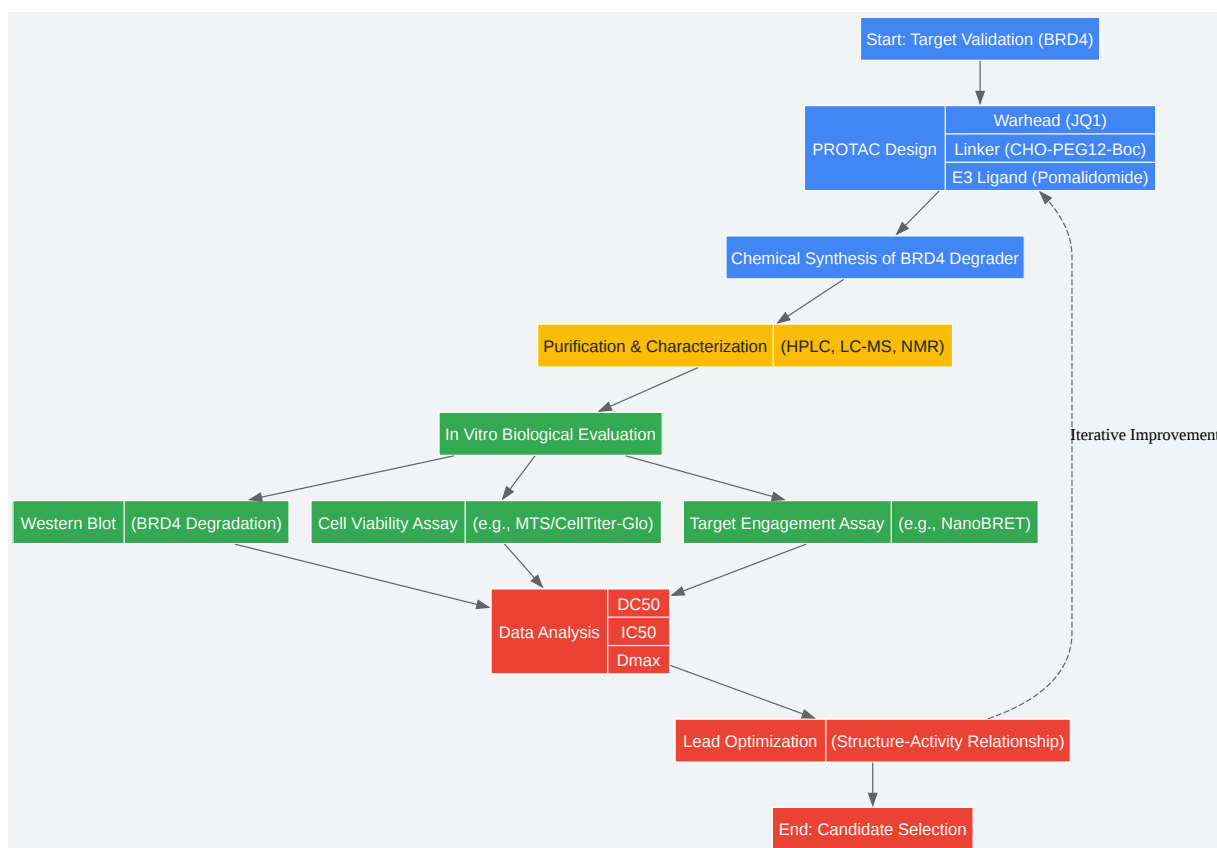 Start: Target Validation (BRD4)
PROTAC Design
Warhead (JQ1)
Linker (CHO-PEG12-Boc)
E3 Ligand (Pomalidomide)
Chemical Synthesis of BRD4 Degrader
Purification & Characterization
(HPLC, LC-MS, NMR)
In Vitro Biological Evaluation
Iterative Improvement
Western Blot
(BRD4 Degradation)
Cell Viability Assay
(e.g., MTS/CellTiter-Glo)
Target Engagement Assay
(e.g., NanoBRET)
Data Analysis
DC50
IC50
Dmax
Lead Optimization
(Structure-Activity Relationship)
End: Candidate Selection